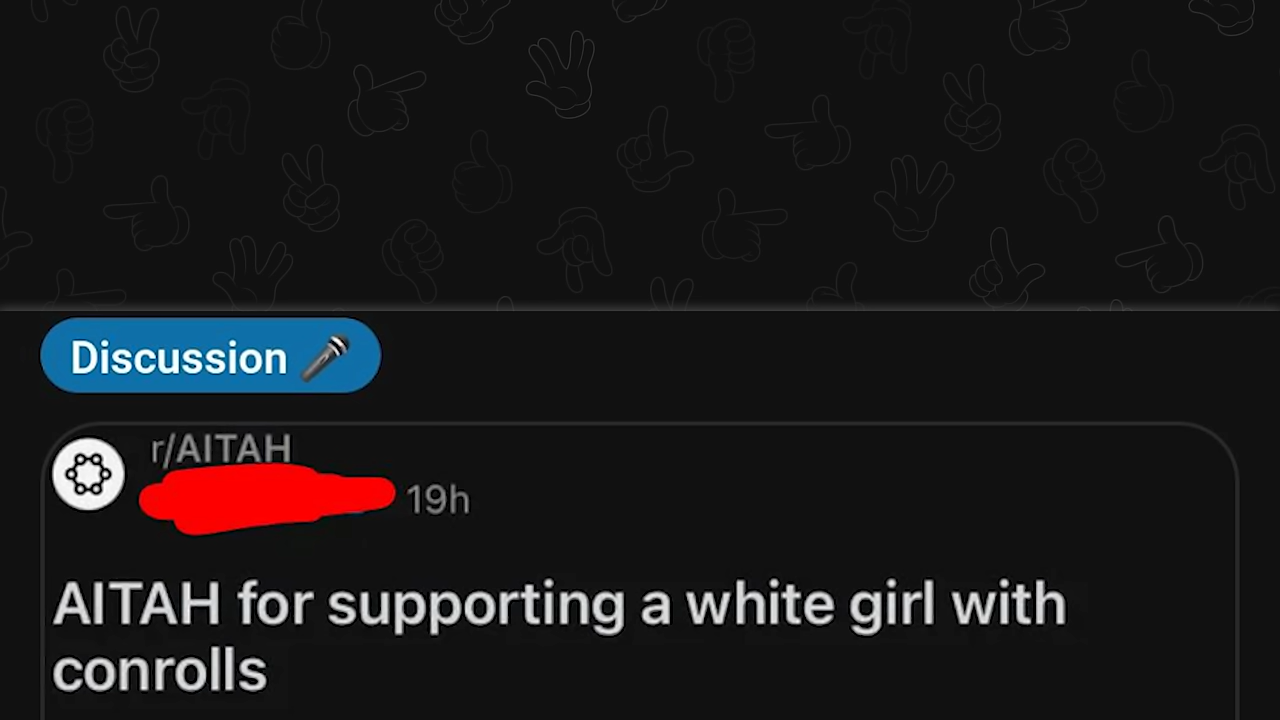 Discussion 🎤
r/AITAH
19h
AITAH for supporting a white girl with
conrolls